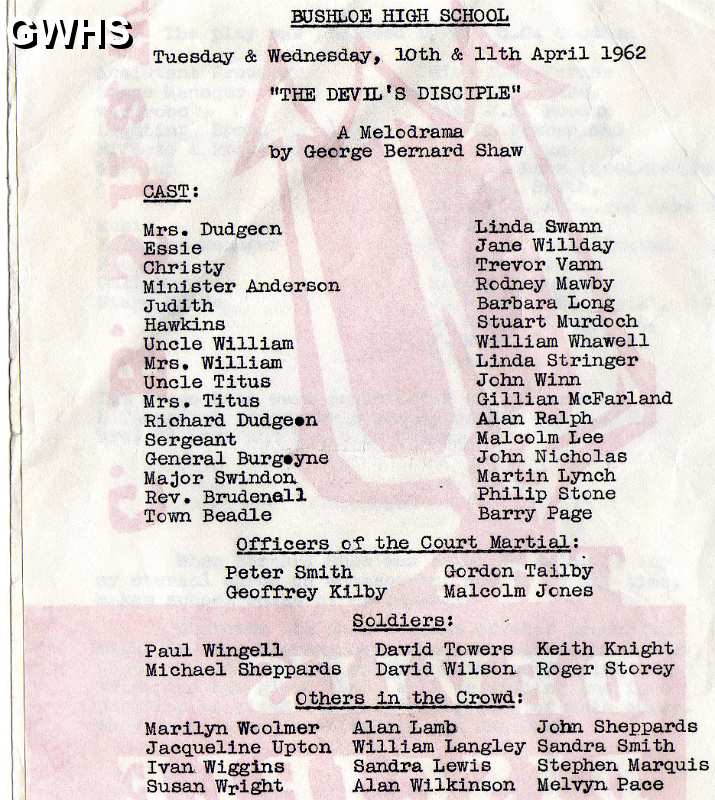 GWHS
BUSHLOE HIGH SCHOOL
Tuesday & Wednesday, 10th & 11th April 1962
"THE DEVIL'S DISCIPLE"
A Melodrama
by George Bernard Shaw
CAST:
Mrs. Dudgeon Linda Swann
Essie Jane Willday
Christy Trevor Vann
Minister Anderson Rodney Mawby
Judith Barbara Long
Hawkins Stuart Murdoch
Uncle William William Whawell
Mrs. William Linda Stringer
Uncle Titus John Winn
Mrs. Titus Gillian McFarland
Richard Dudgeon Alan Ralph
Sergeant Malcolm Lee
General Burgoyne John Nicholas
Major Swindon Martin Lynch
Rev. Brudenell Philip Stone
Town Beadle Barry Page
Officers of the Court Martial:
Peter Smith Gordon Tailby
Geoffrey Kilby Malcolm Jones
Soldiers:
Paul Wingell David Towers Keith Knight
Michael Sheppards David Wilson Roger Storey
Others in the Crowd:
Marilyn Woolmer Alan Lamb John Sheppards
Jacqueline Upton William Langley Sandra Smith
Ivan Wiggins Sandra Lewis Stephen Marquis
Susan Wright Alan Wilkinson Melvyn Pace